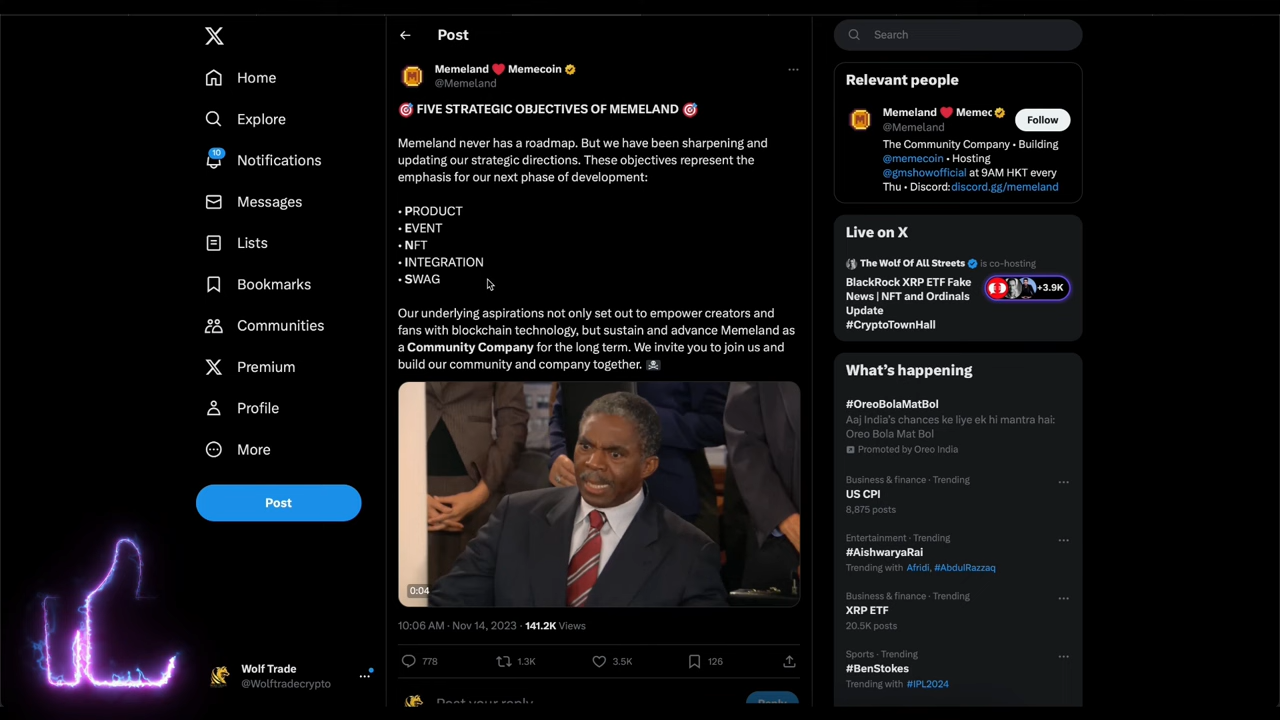 Home
Explore
10
Notifications
Messages
Lists
Bookmarks
Communities
Premium
Profile
More
Post
Wolf Trade
@Wolftradecrypto
Post
Memeland ❤️ Memecoin
@Memeland
🎯 FIVE STRATEGIC OBJECTIVES OF MEMELAND 🎯
Memeland never has a roadmap. But we have been sharpening and
updating our strategic directions. These objectives represent the
emphasis for our next phase of development:
• PRODUCT
• EVENT
• NFT
• INTEGRATION
• SWAG
Our underlying aspirations not only set out to empower creators and
fans with blockchain technology, but sustain and advance Memeland as
a Community Company for the long term. We invite you to join us and
build our community and company together. 🏴‍☠️
0:04
10:06 AM · Nov 14, 2023 · 141.2K Views
778 1.3K 3.5K 126
Post your reply
Reply
Search
Relevant people
Memeland ❤️ Memec
@Memeland
Follow
The Community Company • Building
@memecoin • Hosting
@gmshowofficial at 9AM HKT every
Thu • Discord: discord.gg/memeland
Live on X
The Wolf Of All Streets is co-hosting
BlackRock XRP ETF Fake
News | NFT and Ordinals
Update
#CryptoTownHall
+3.9K
What's happening
#OreoBolaMatBol
Aaj India's chances ke liye ek hi mantra hai:
Oreo Bola Mat Bol
Promoted by Oreo India
Business & finance · Trending
US CPI
8,875 posts
Entertainment · Trending
#AishwaryaRai
Trending with Afridi, #AbdulRazzaq
Business & finance · Trending
XRP ETF
20.5K posts
Sports · Trending
#BenStokes
Trending with #IPL2024